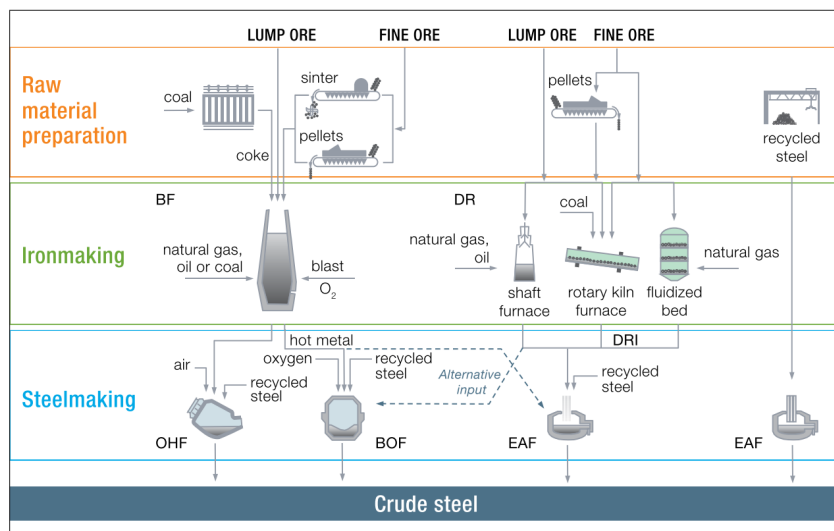 LUMP ORE
FINE ORE
LUMP ORE
FINE ORE
Raw
material
preparation
coal
sinter
pellets
coke
pellets
recycled
steel
Ironmaking
BF
natural gas,
oil or coal
blast
O₂
DR
coal
natural gas,
oil
natural gas
shaft
furnace
rotary kiln
furnace
fluidized
bed
Steelmaking
hot metal
air
recycled
steel
oxygen
recycled
steel
Alternative
input
DRI
recycled
steel
OHF
BOF
EAF
EAF
Crude steel